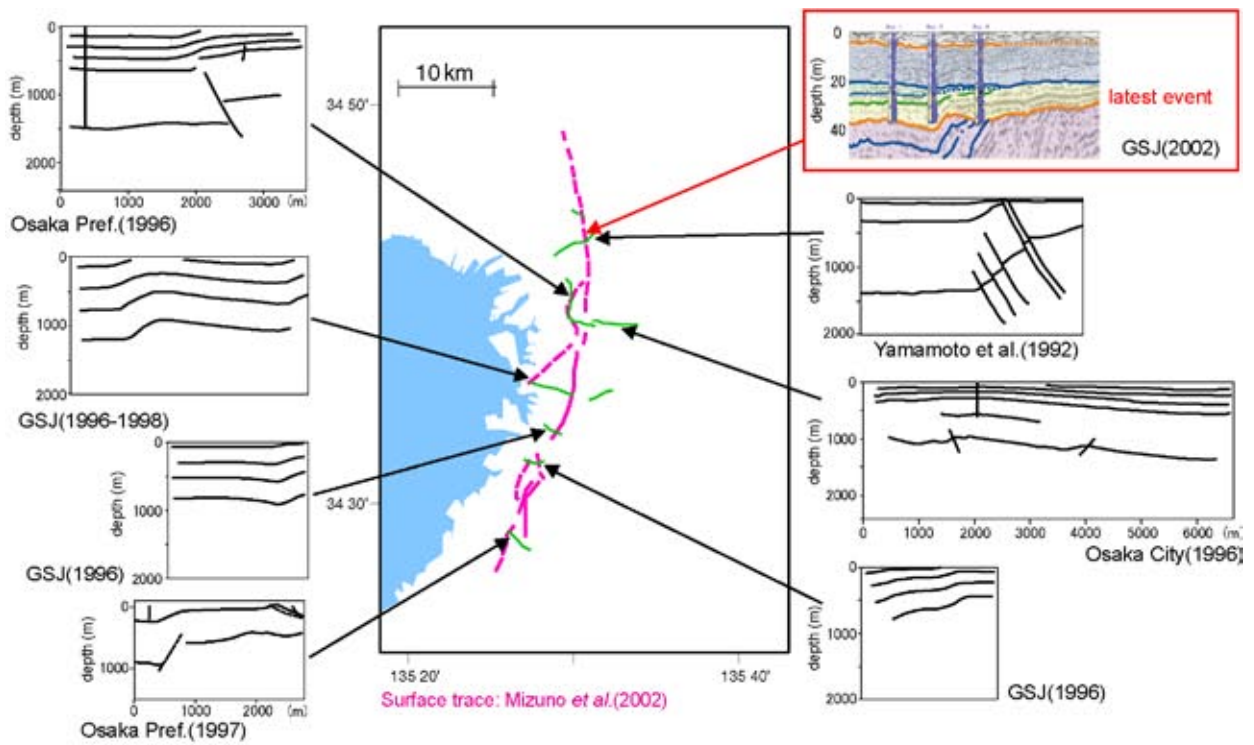 0
1000
2000
depth (m)
0
1000
2000
3000
(m)
Osaka Pref.(1996)
0
1000
2000
depth (m)
GSJ(1996-1998)
0
1000
2000
depth (m)
GSJ(1996)
0
1000
depth (m)
0
1000
2000
(m)
Osaka Pref.(1997)
10 km
34 50'
34 30'
135 20'
135 40'
Surface trace: Mizuno et al.(2002)
0
20
40
depth (m)
latest event
GSJ(2002)
0
1000
2000
depth (m)
Yamamoto et al.(1992)
0
1000
2000
depth (m)
0
1000
2000
3000
4000
5000
6000
(m)
Osaka City(1996)
0
1000
2000
depth (m)
GSJ(1996)